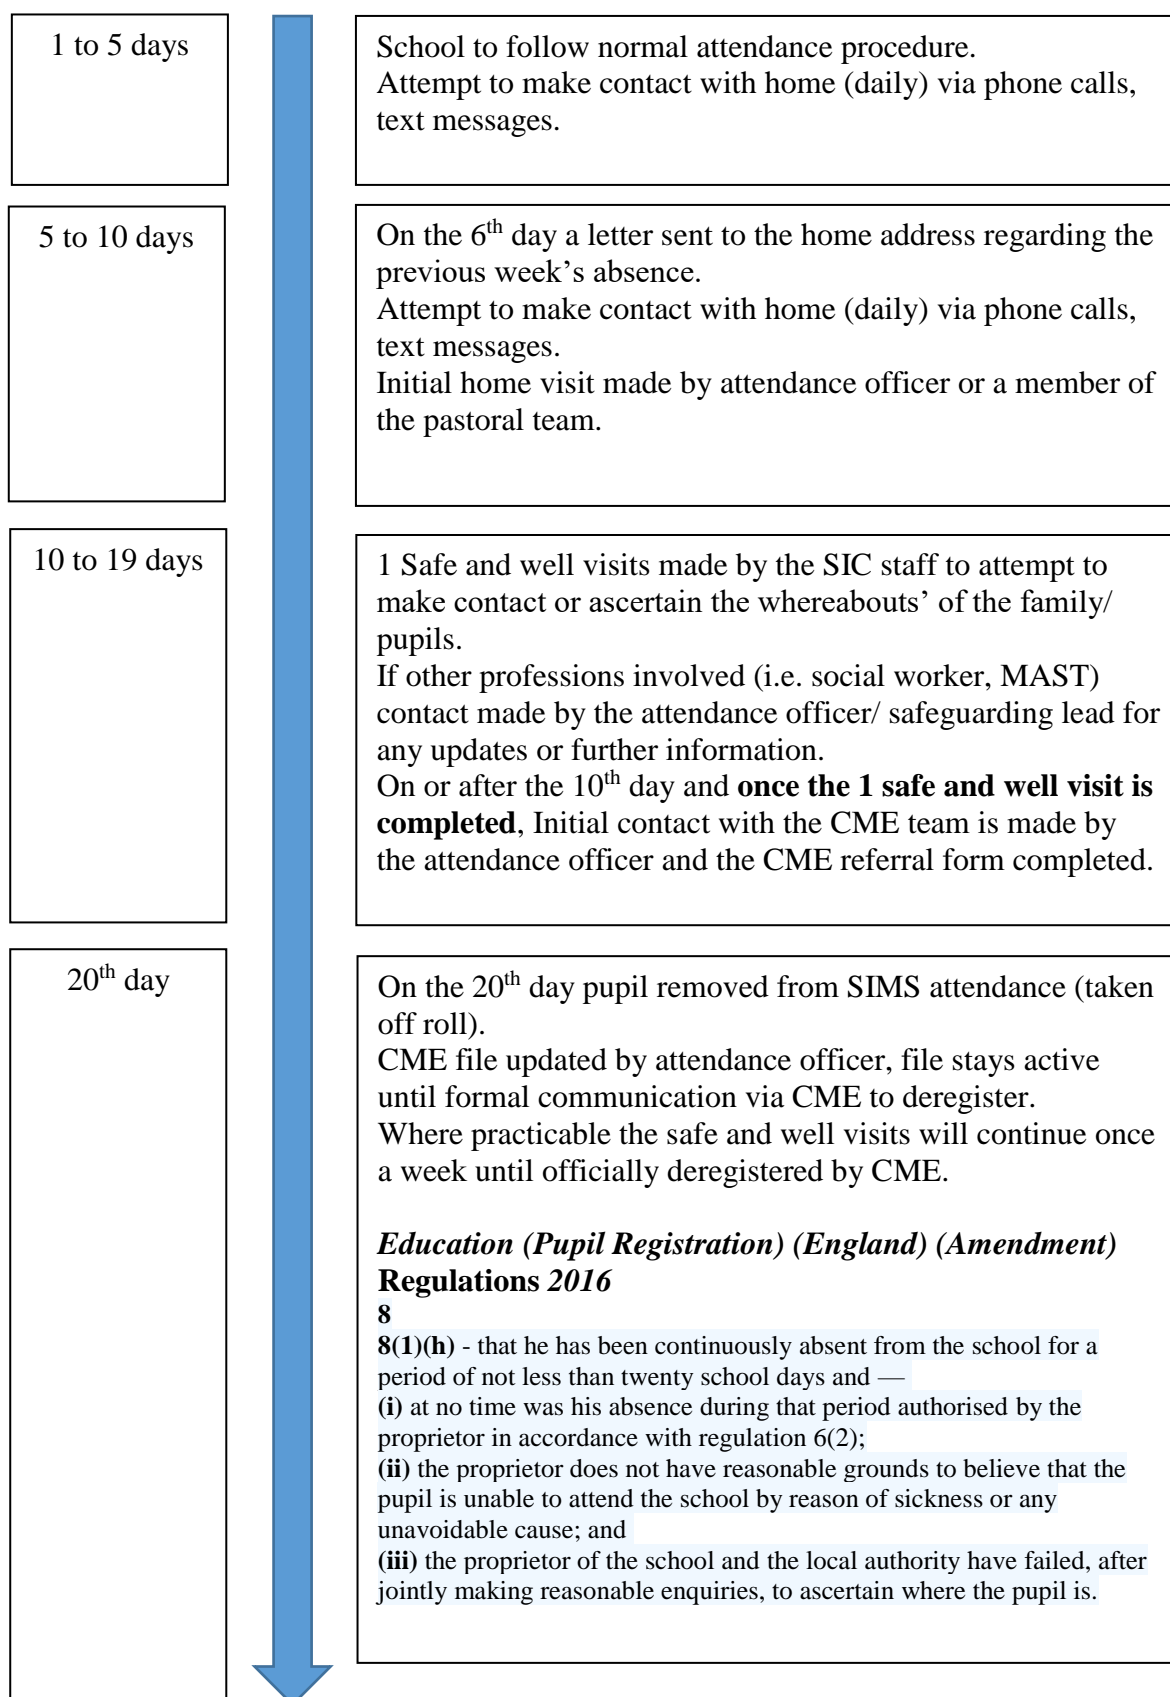 1 to 5 days
School to follow normal attendance procedure.
Attempt to make contact with home (daily) via phone calls,
text messages.
5 to 10 days
On the 6th day a letter sent to the home address regarding the
previous week’s absence.
Attempt to make contact with home (daily) via phone calls,
text messages.
Initial home visit made by attendance officer or a member of
the pastoral team.
10 to 19 days
1 Safe and well visits made by the SIC staff to attempt to
make contact or ascertain the whereabouts’ of the family/
pupils.
If other professions involved (i.e. social worker, MAST)
contact made by the attendance officer/ safeguarding lead for
any updates or further information.
On or after the 10th day and once the 1 safe and well visit is
completed, Initial contact with the CME team is made by
the attendance officer and the CME referral form completed.
20th day
On the 20th day pupil removed from SIMS attendance (taken
off roll).
CME file updated by attendance officer, file stays active
until formal communication via CME to deregister.
Where practicable the safe and well visits will continue once
a week until officially deregistered by CME.
Education (Pupil Registration) (England) (Amendment)
Regulations 2016
8
8(1)(h) - that he has been continuously absent from the school for a
period of not less than twenty school days and —
(i) at no time was his absence during that period authorised by the
proprietor in accordance with regulation 6(2);
(ii) the proprietor does not have reasonable grounds to believe that the
pupil is unable to attend the school by reason of sickness or any
unavoidable cause; and
(iii) the proprietor of the school and the local authority have failed, after
jointly making reasonable enquiries, to ascertain where the pupil is.